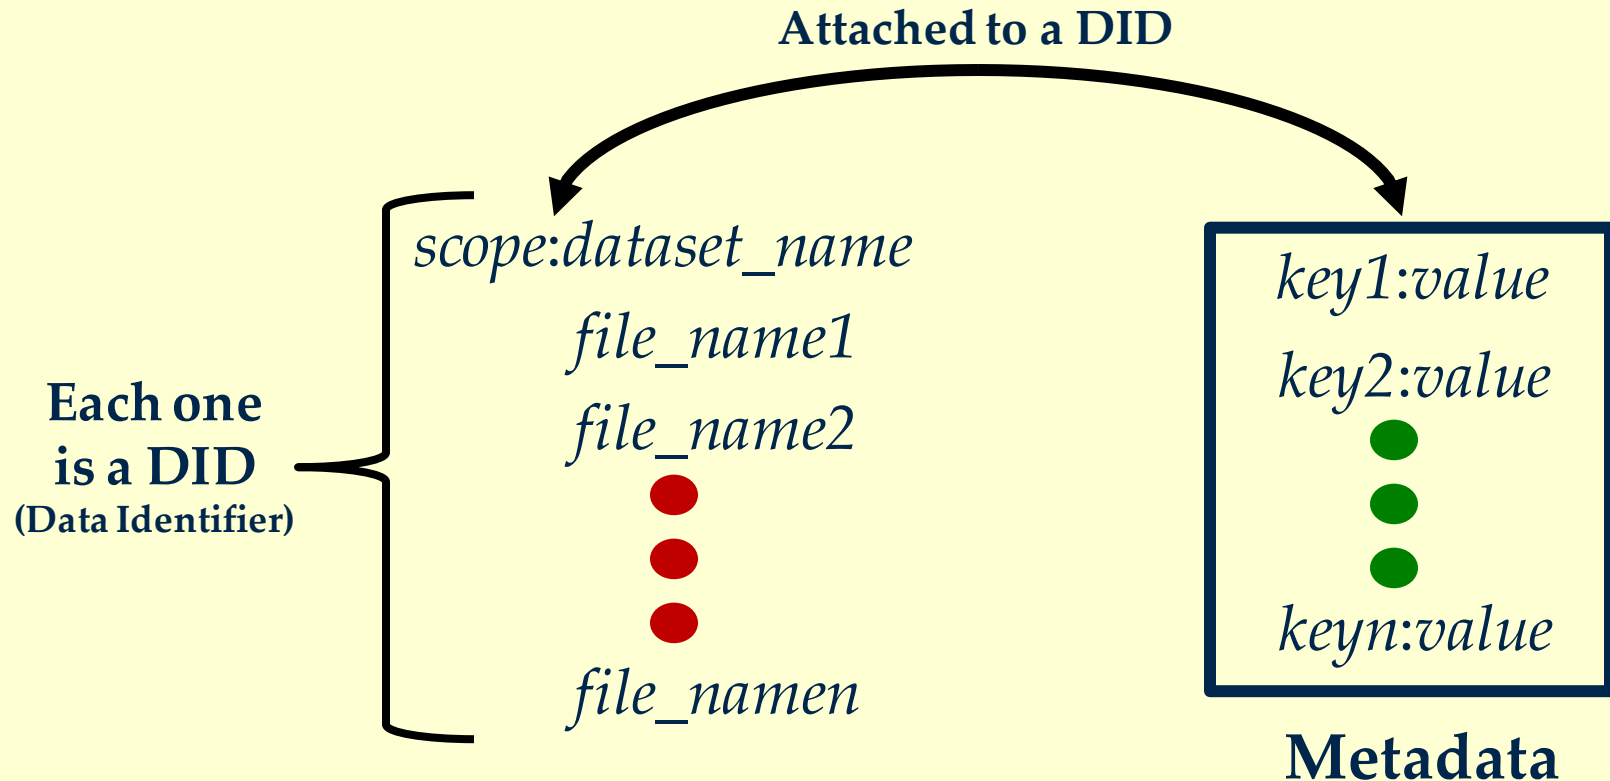 Attached to a DID
scope:dataset_name
file_name1
file_name2
file_namen
Each one
is a DID
(Data Identifier)
key1:value
key2:value
keyn:value
Metadata